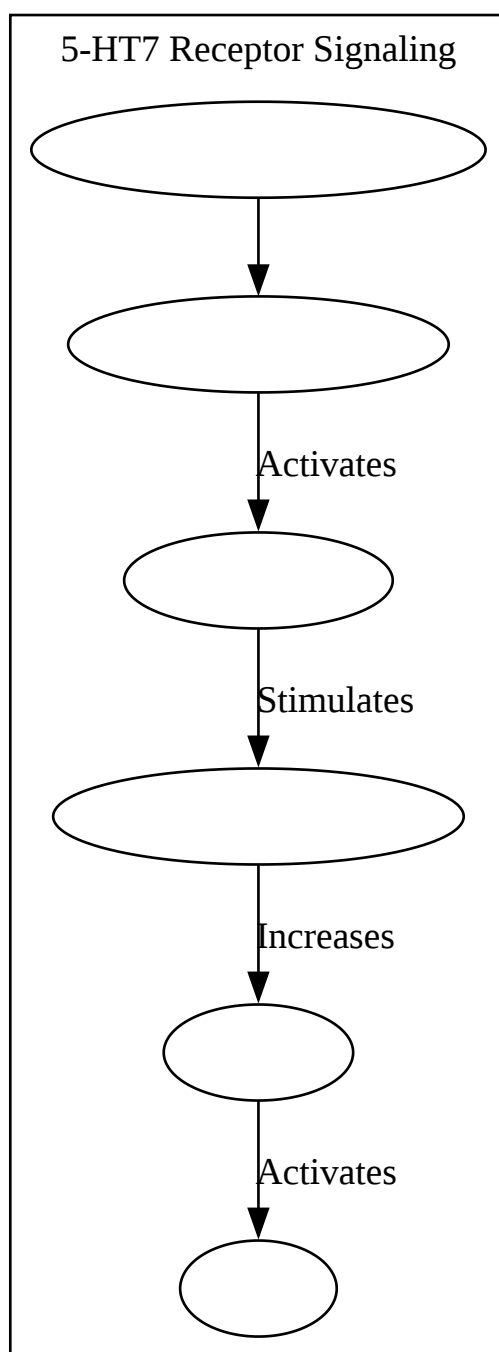 5-HT7 Receptor Signaling
Activates
Stimulates
Increases
Activates